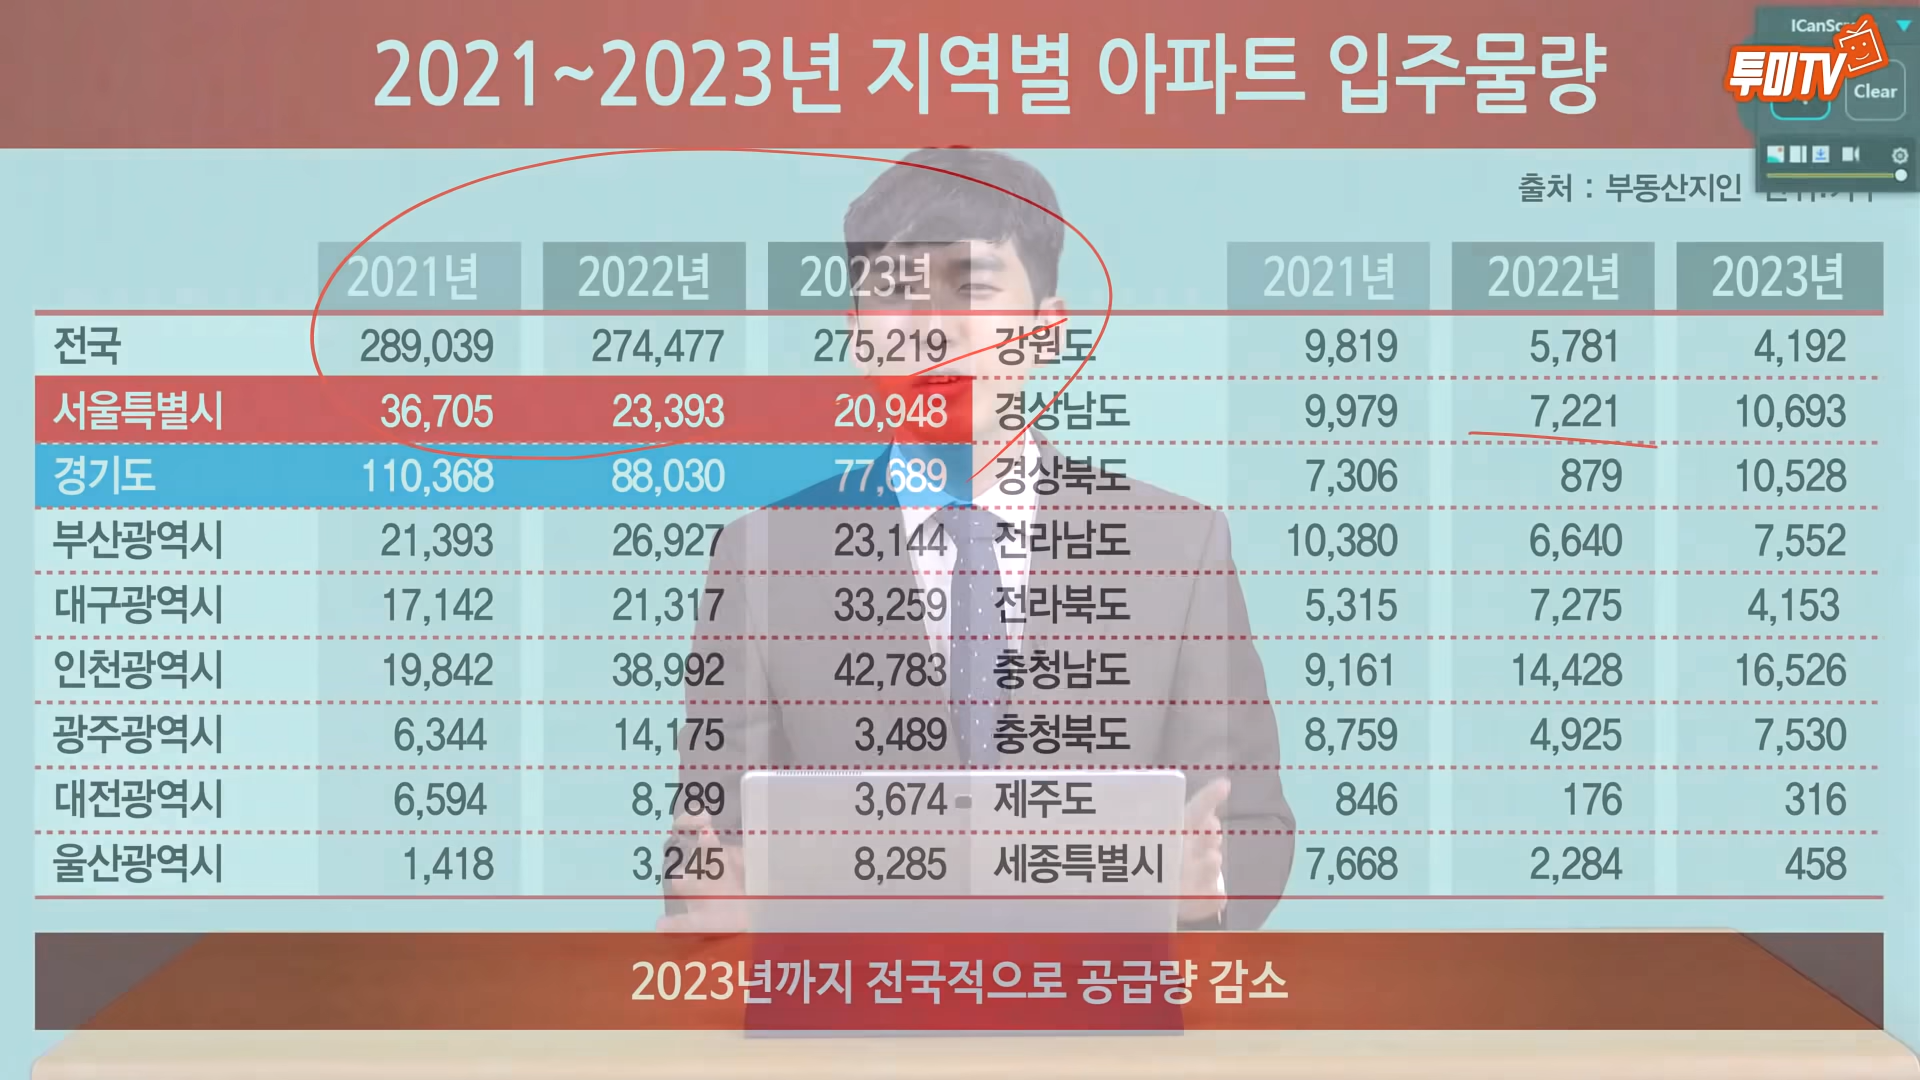 2021~2023년 지역별 아파트 입주물량
투미TV
Clear
출처 : 부동산지인
2021년 2022년 2023년 2021년 2022년 2023년
전국 289,039 274,477 275,219 강원도 9,819 5,781 4,192
서울특별시 36,705 23,393 20,948 경상남도 9,979 7,221 10,693
경기도 110,368 88,030 77,689 경상북도 7,306 879 10,528
부산광역시 21,393 26,927 23,144 전라남도 10,380 6,640 7,552
대구광역시 17,142 21,317 33,259 전라북도 5,315 7,275 4,153
인천광역시 19,842 38,992 42,783 충청남도 9,161 14,428 16,526
광주광역시 6,344 14,175 3,489 충청북도 8,759 4,925 7,530
대전광역시 6,594 8,789 3,674 제주도 846 176 316
울산광역시 1,418 3,245 8,285 세종특별시 7,668 2,284 458
2023년까지 전국적으로 공급량 감소